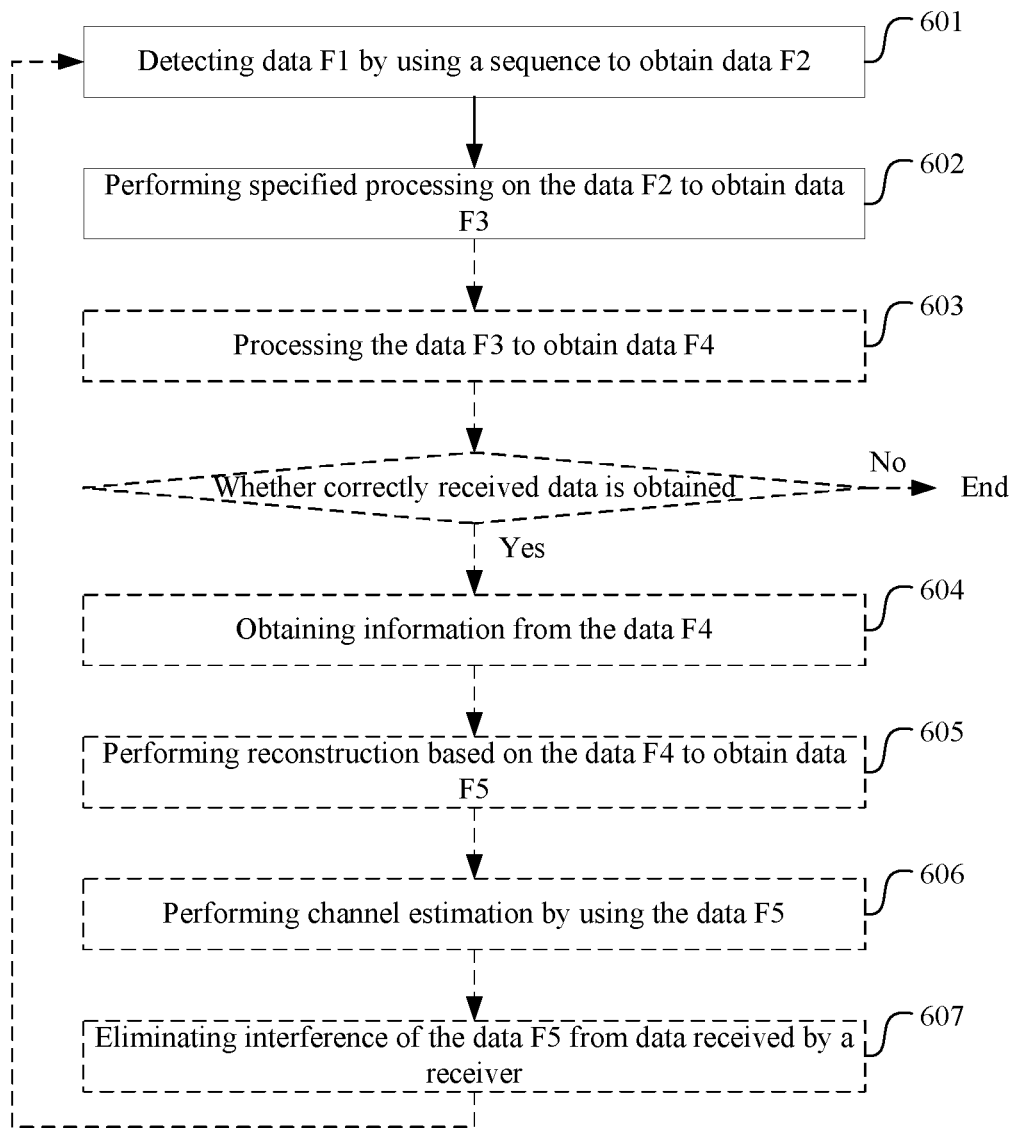 601
Detecting data F1 by using a sequence to obtain data F2
602
Performing specified processing on the data F2 to obtain data
F3
603
Processing the data F3 to obtain data F4
Whether correctly received data is obtained
No
End
Yes
604
Obtaining information from the data F4
605
Performing reconstruction based on the data F4 to obtain data
F5
606
Performing channel estimation by using the data F5
607
Eliminating interference of the data F5 from data received by a
receiver